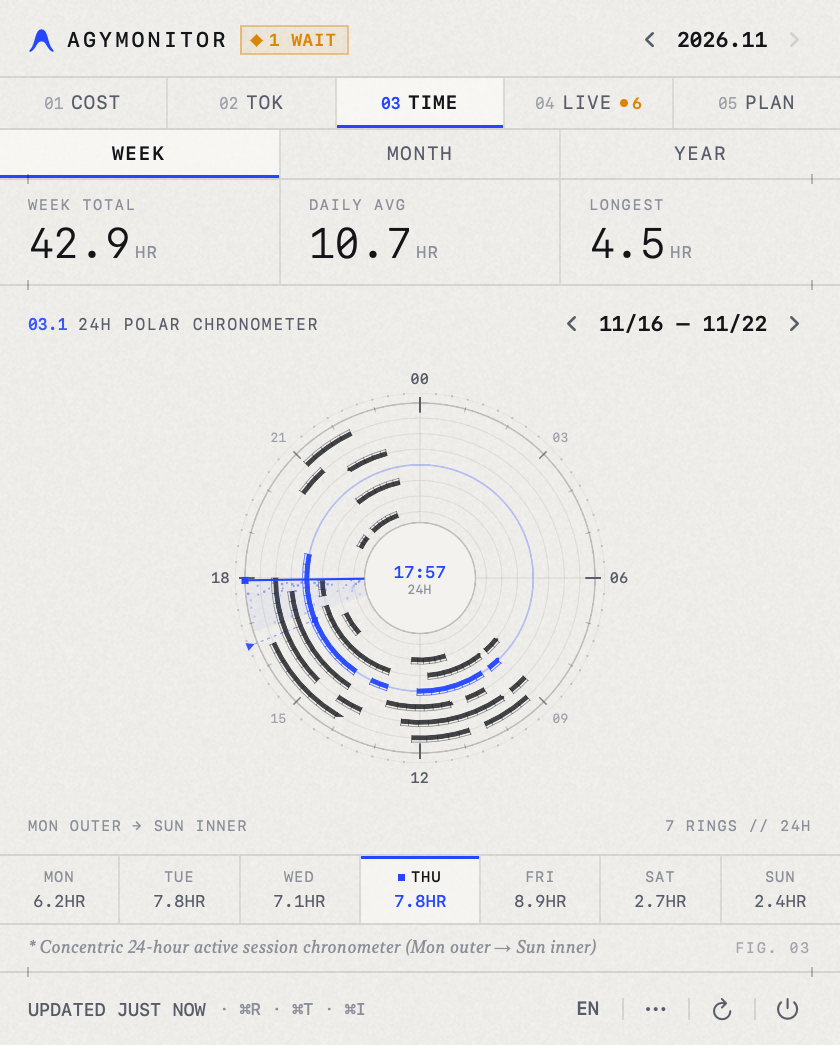 AGYMONITOR ◆ 1 WAIT < 2026.11 >
01 COST 02 TOK 03 TIME 04 LIVE ●6 05 PLAN
WEEK MONTH YEAR
WEEK TOTAL DAILY AVG LONGEST
42.9 HR 10.7 HR 4.5 HR
03.1 24H POLAR CHRONOMETER < 11/16 — 11/22 >
00
21 03
18 17:57 06
24H
15 09
12
MON OUTER → SUN INNER 7 RINGS // 24H
MON TUE WED ■ THU FRI SAT SUN
6.2HR 7.8HR 7.1HR 7.8HR 8.9HR 2.7HR 2.4HR
* Concentric 24-hour active session chronometer (Mon outer → Sun inner) FIG. 03
UPDATED JUST NOW · ⌘R · ⌘T · ⌘I EN